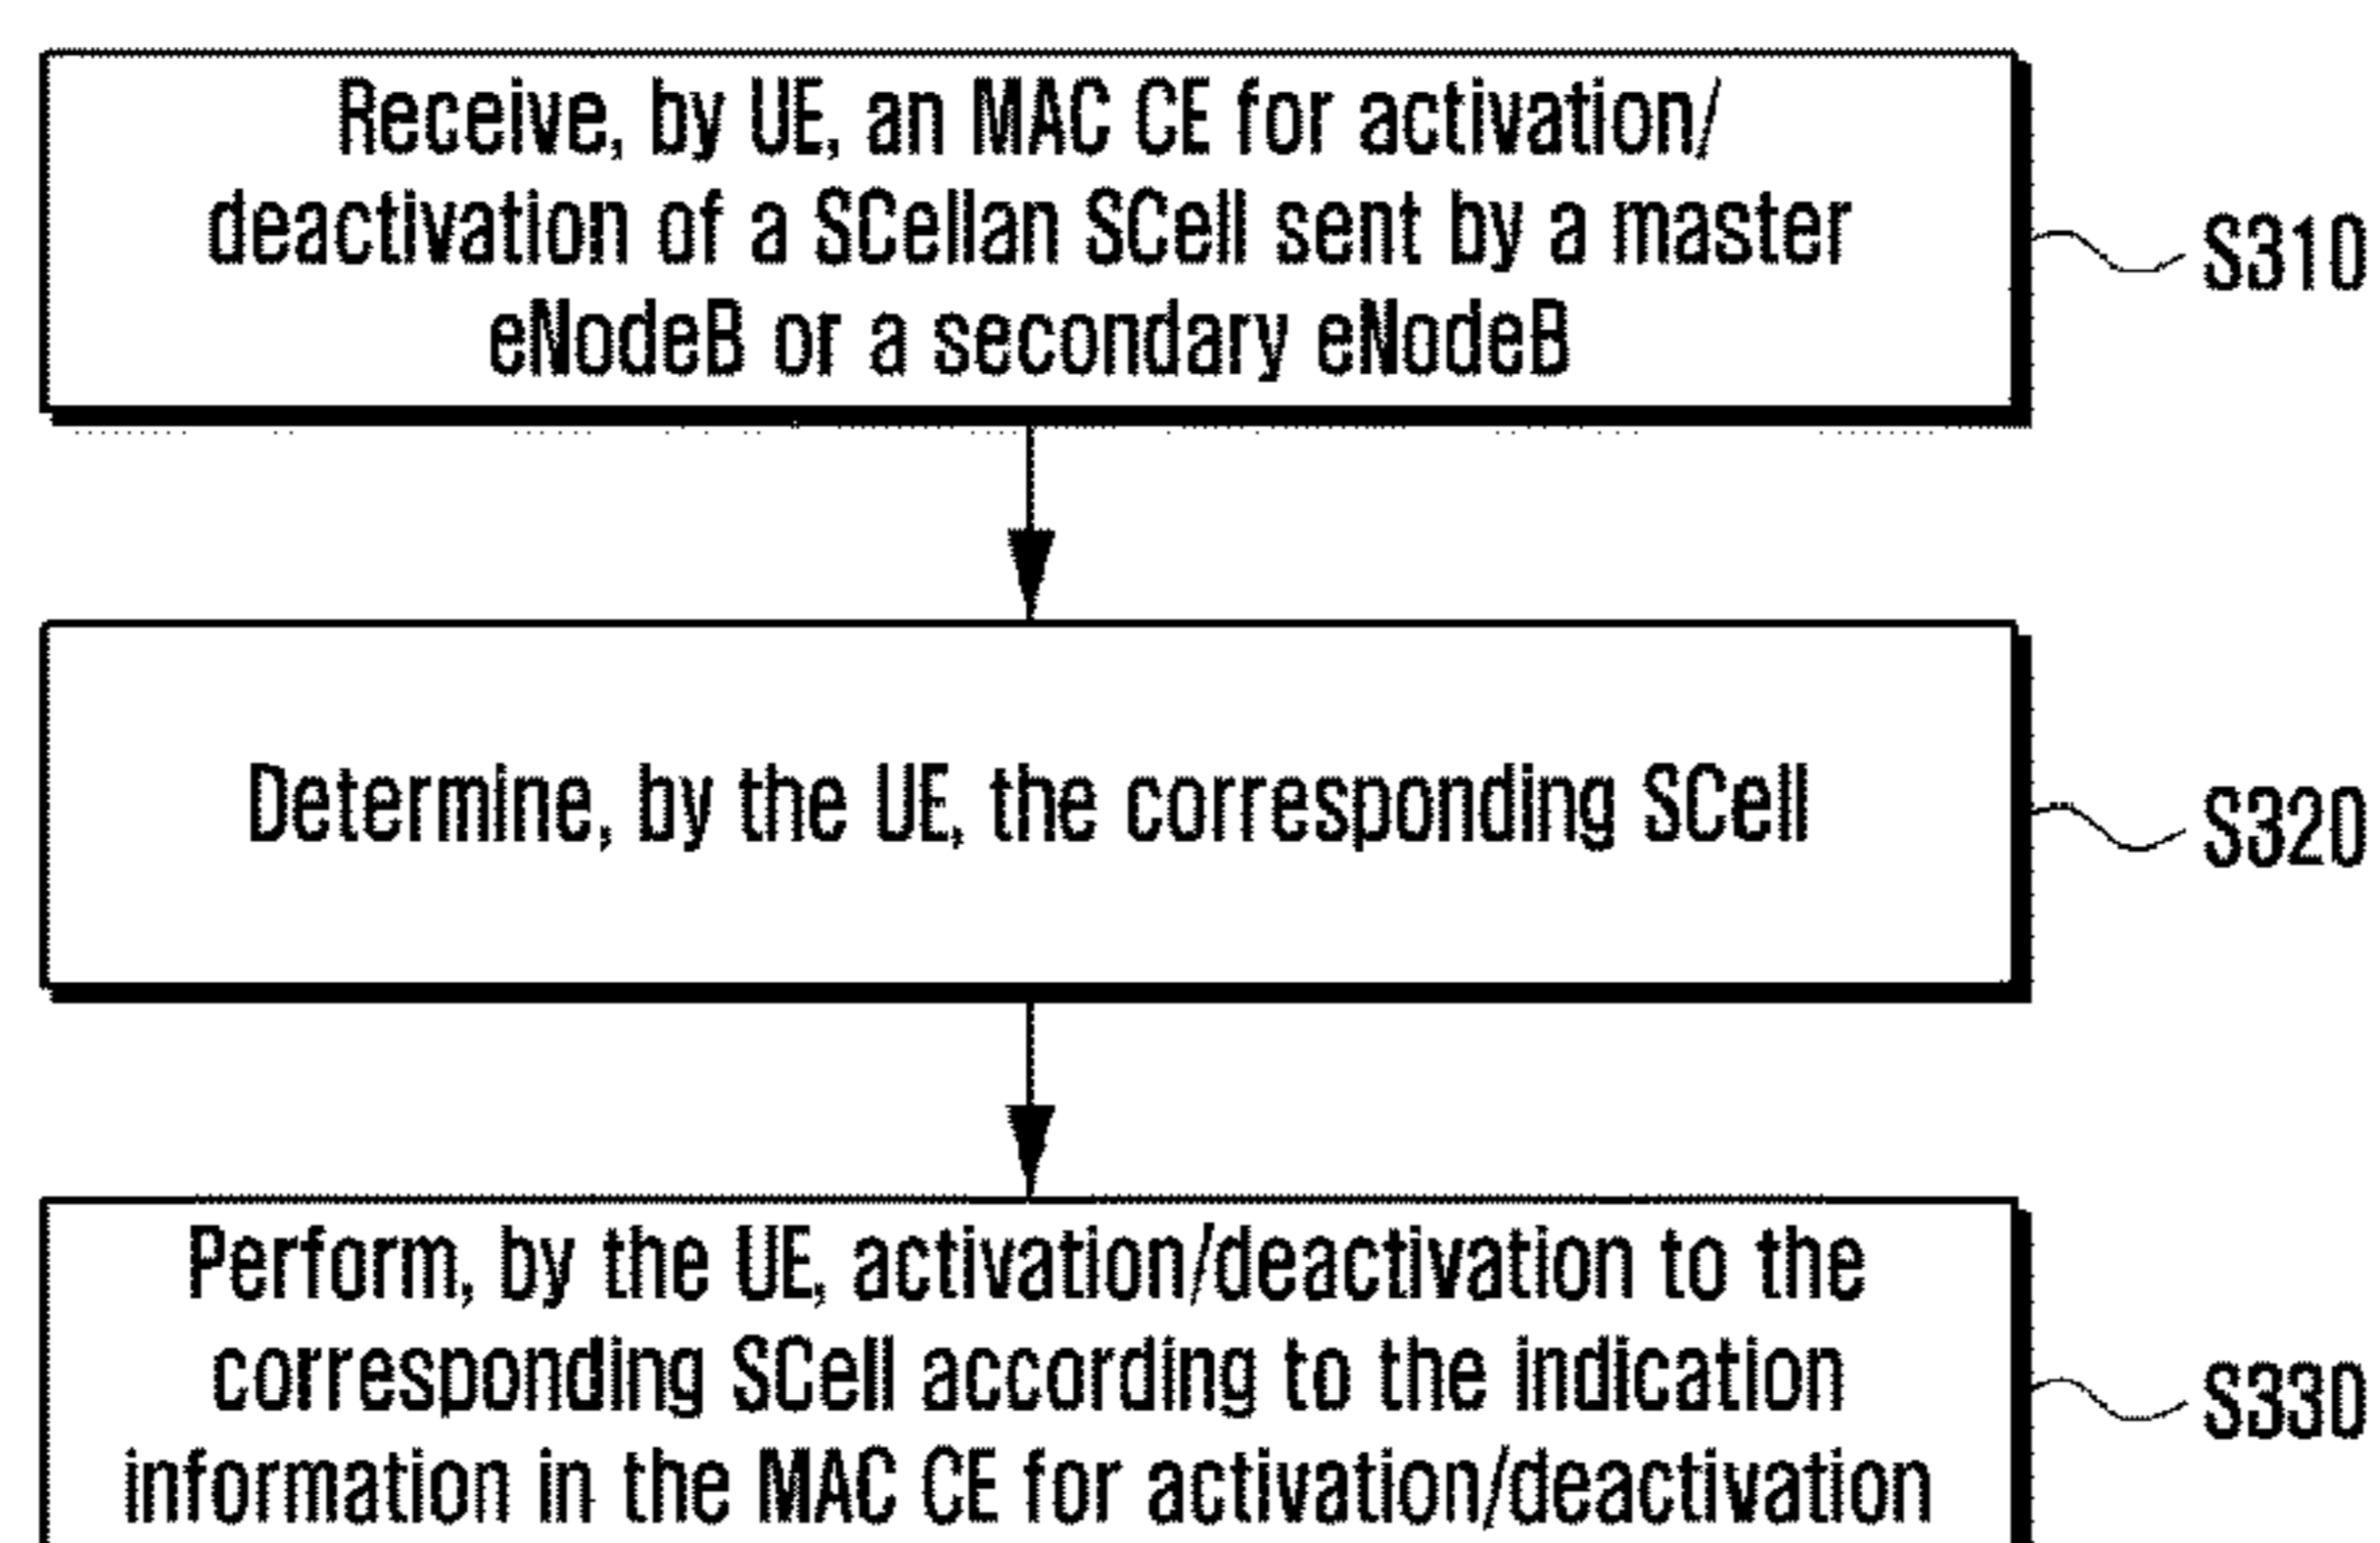 Receive, by UE, an MAC CE for activation/
deactivation of a SCellan SCell sent by a master
eNodeB or a secondary eNodeB
S310
Determine, by the UE, the corresponding SCell
S320
Perform, by the UE, activation/deactivation to the
corresponding SCell according to the indication
information in the MAC CE for activation/deactivation
S330